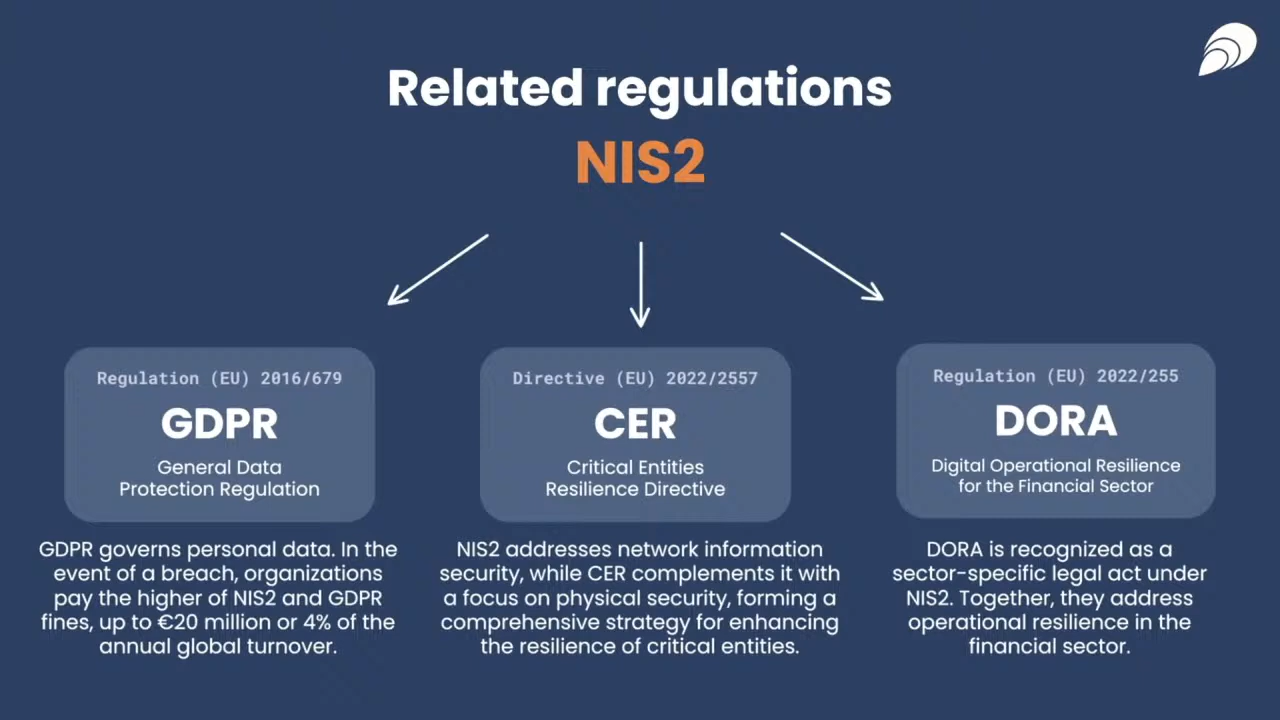 Related regulations
NIS2
Regulation (EU) 2016/679
GDPR
General Data
Protection Regulation
GDPR governs personal data. In the
event of a breach, organizations
pay the higher of NIS2 and GDPR
fines, up to €20 million or 4% of the
annual global turnover.
Directive (EU) 2022/2557
CER
Critical Entities
Resilience Directive
NIS2 addresses network information
security, while CER complements it with
a focus on physical security, forming a
comprehensive strategy for enhancing
the resilience of critical entities.
Regulation (EU) 2022/255
DORA
Digital Operational Resilience
for the Financial Sector
DORA is recognized as a
sector-specific legal act under
NIS2. Together, they address
operational resilience in the
financial sector.